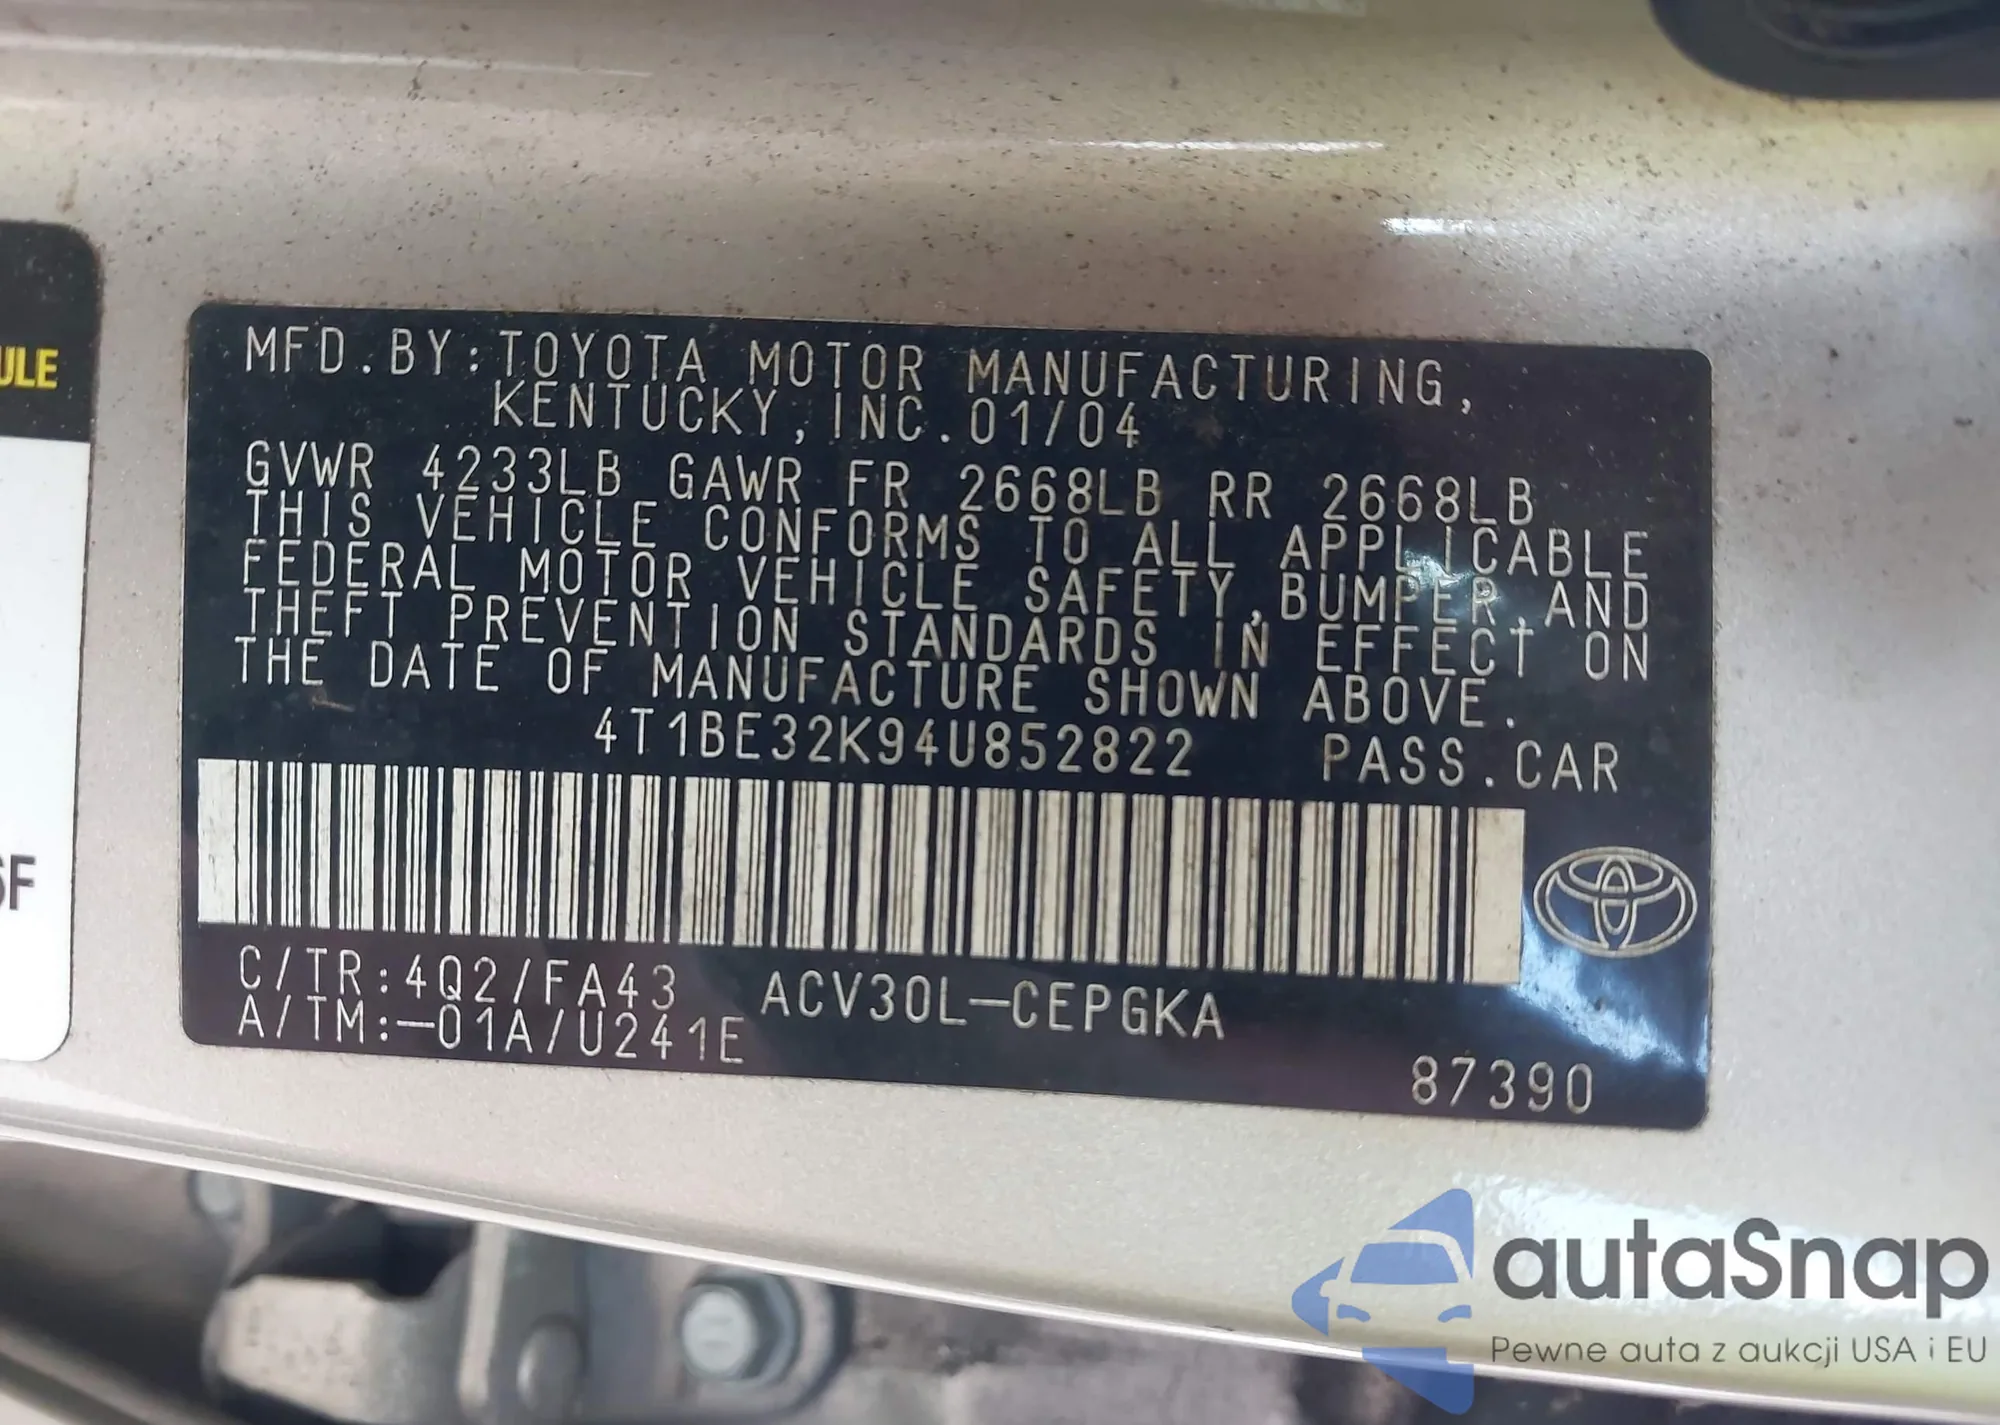 ULE
6F
MFD.BY:TOYOTA MOTOR MANUFACTURING,
KENTUCKY,INC.01/04
GVWR 4233LB GAWR FR 2668LB RR 2668LB
THIS VEHICLE CONFORMS TO ALL APPLICABLE
FEDERAL MOTOR VEHICLE SAFETY,BUMPER,AND
THEFT PREVENTION STANDARDS IN EFFECT ON
THE DATE OF MANUFACTURE SHOWN ABOVE.
4T1BE32K94U852822 PASS.CAR
C/TR:4Q2/FA43 ACV30L-CEPGKA
A/TM:-01A/U241E
87390
autaSnap
Pewne auta z aukcji USA i EU